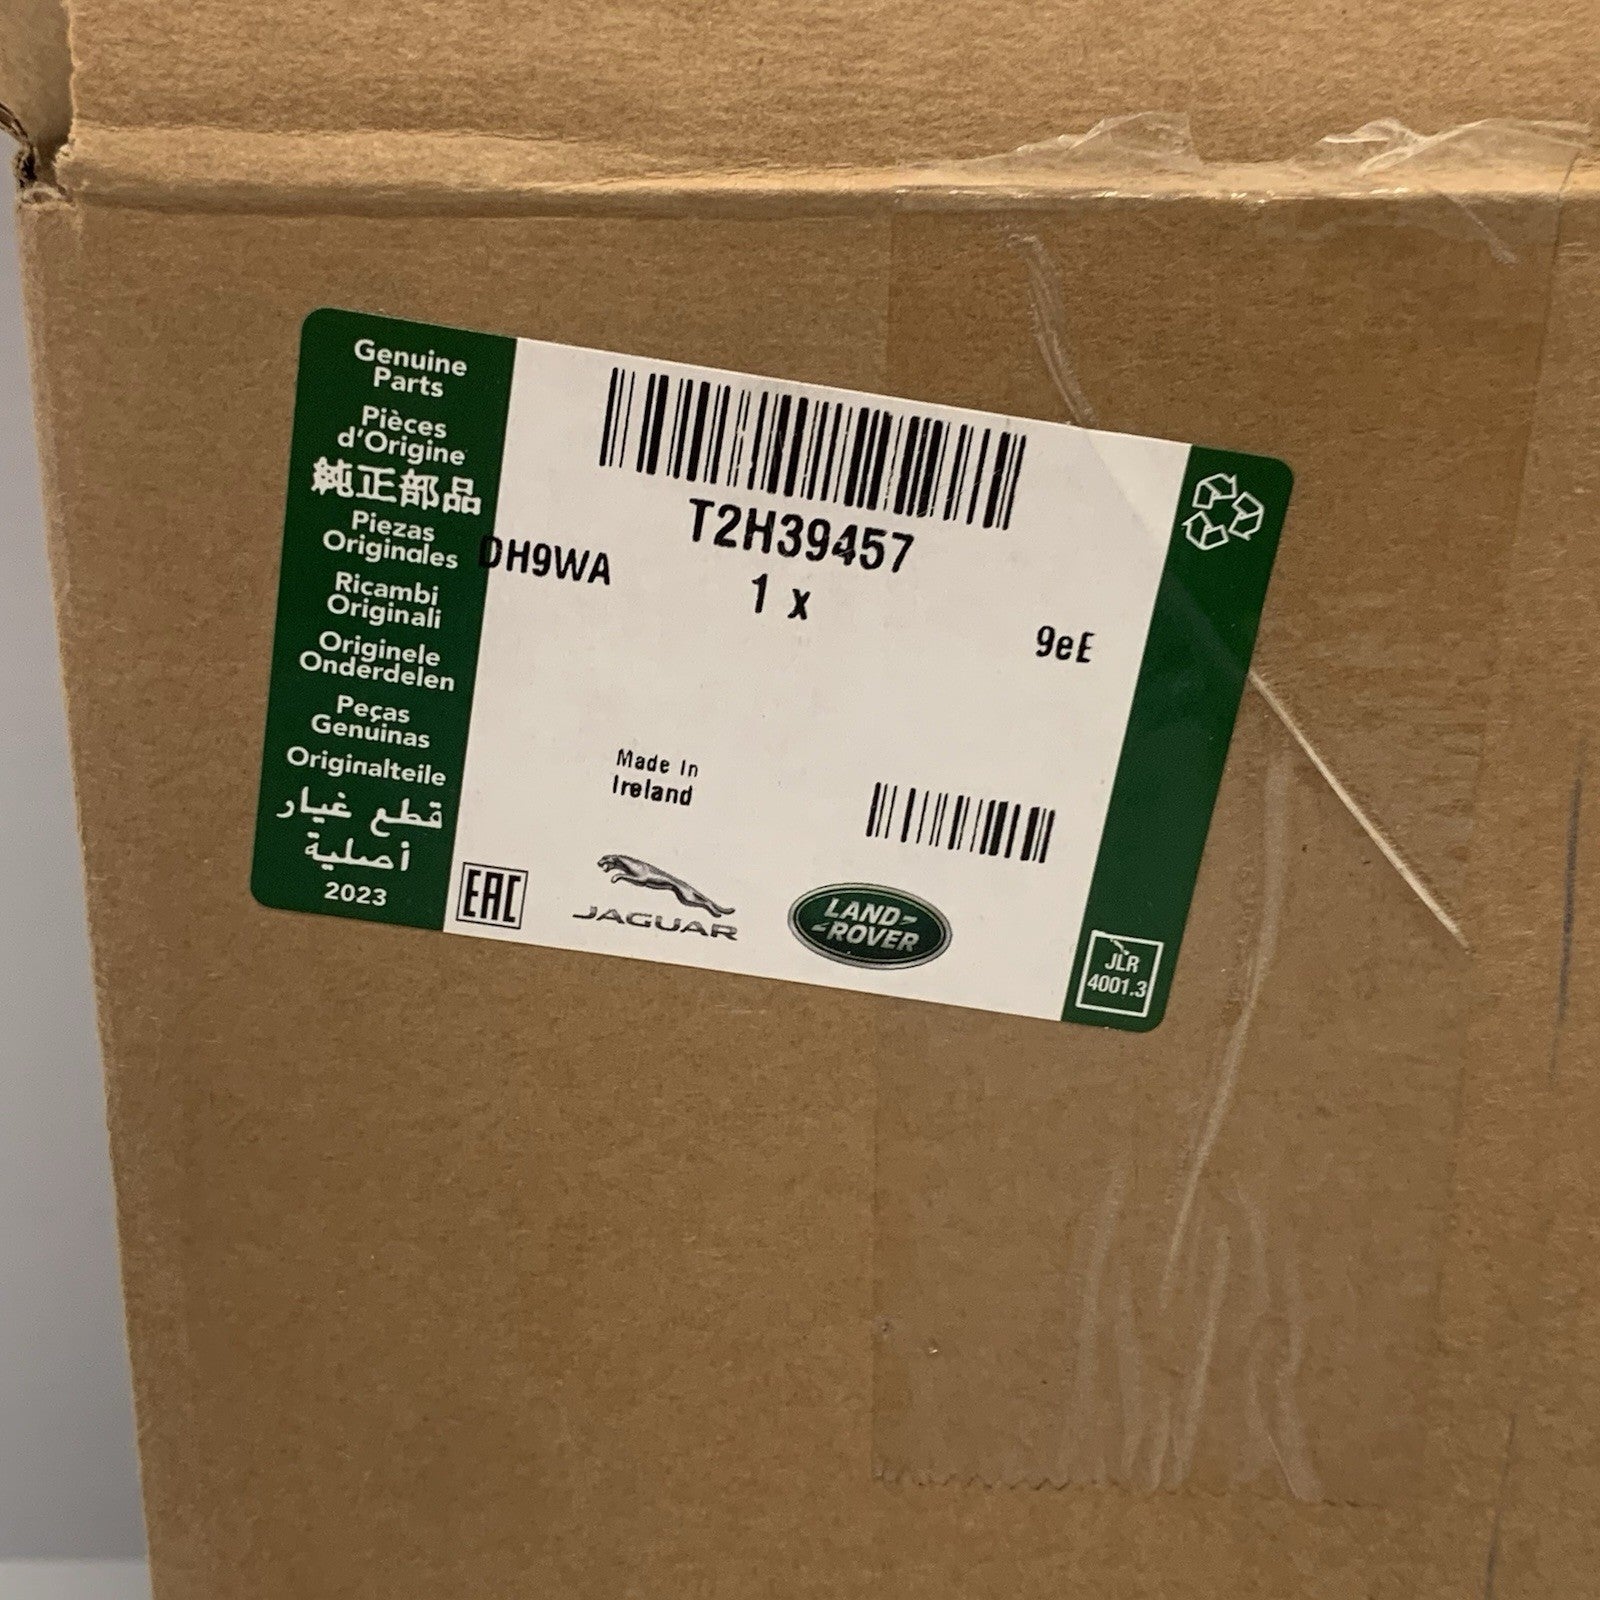 Genuine
Parts
Pièces
d'Origine
純正部品
Piezas
Originales
Ricambi
Originali
Originele
Onderdelen
Peças
Genuinas
Originalteile
قطع غيار
أصلية
2023
T2H39457
DH9WA
1 x
9eE
Made In
Ireland
EAC
JAGUAR
LAND-
-ROVER
JLR
4001.3